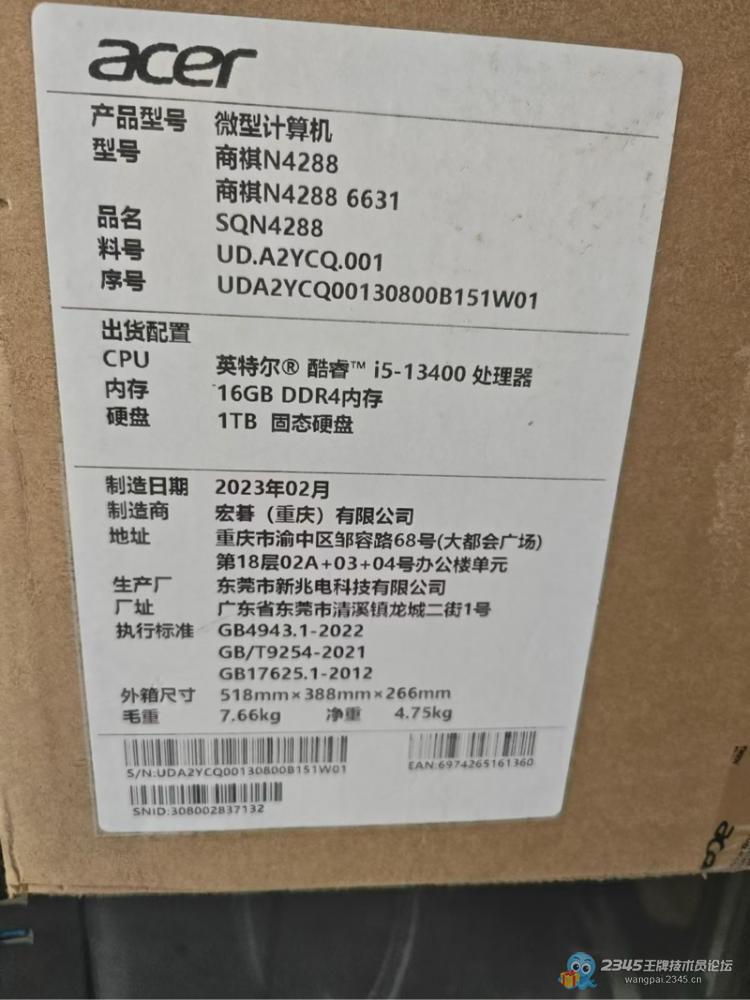 acer
产品型号 微型计算机
型号 商祺N4288
商祺N4288 6631
品名 SQN4288
料号 UD.A2YCQ.001
序号 UDA2YCQ00130800B151W01
出货配置
CPU 英特尔® 酷睿™ i5-13400 处理器
内存 16GB DDR4内存
硬盘 1TB 固态硬盘
制造日期 2023年02月
制造商 宏碁（重庆）有限公司
地址 重庆市渝中区邹容路68号(大都会广场)
第18层02A+03+04号办公楼单元
生产厂 东莞市新兆电科技有限公司
厂址 广东省东莞市清溪镇龙城二街1号
执行标准 GB4943.1-2022
GB/T9254-2021
GB17625.1-2012
外箱尺寸 518mm×388mm×266mm
毛重 7.66kg 净重 4.75kg
S/N:UDA2YCQ00130800B151W01 EAN:6974265161360
SNID:308002837132
2345王牌技术员论坛
wangpai.2345.cn